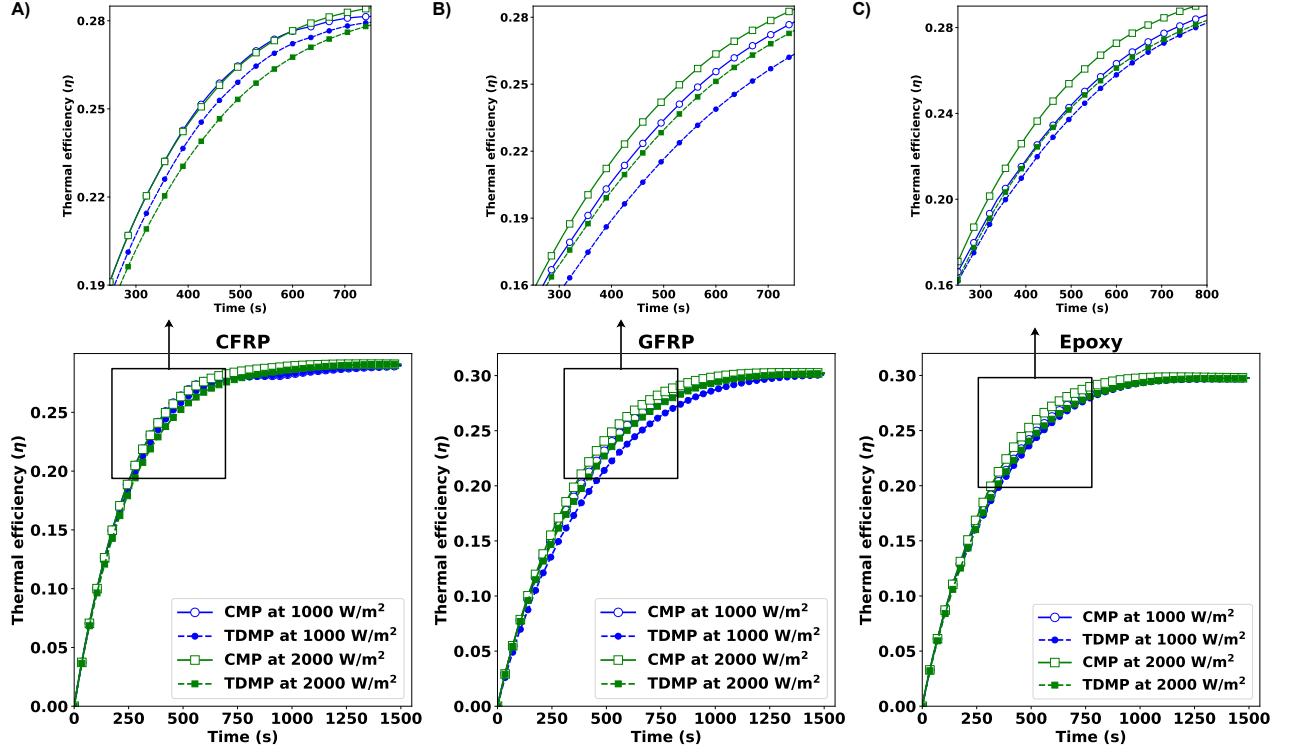 A)
0.28
0.25
0.22
0.19
Thermal efficiency (η)
300 400 500 600 700
Time (s)
B)
0.28
0.25
0.22
0.19
0.16
Thermal efficiency (η)
300 400 500 600 700
Time (s)
C)
0.28
0.24
0.20
0.16
Thermal efficiency (η)
300 400 500 600 700 800
Time (s)
CFRP
0.25
0.20
0.15
0.10
0.05
0.00
Thermal efficiency (η)
0 250 500 750 1000 1250 1500
Time (s)
CMP at 1000 W/m²
TDMP at 1000 W/m²
CMP at 2000 W/m²
TDMP at 2000 W/m²
GFRP
0.30
0.25
0.20
0.15
0.10
0.05
0.00
Thermal efficiency (η)
0 250 500 750 1000 1250 1500
Time (s)
CMP at 1000 W/m²
TDMP at 1000 W/m²
CMP at 2000 W/m²
TDMP at 2000 W/m²
Epoxy
0.30
0.25
0.20
0.15
0.10
0.05
0.00
Thermal efficiency (η)
0 250 500 750 1000 1250 1500
Time (s)
CMP at 1000 W/m²
TDMP at 1000 W/m²
CMP at 2000 W/m²
TDMP at 2000 W/m²